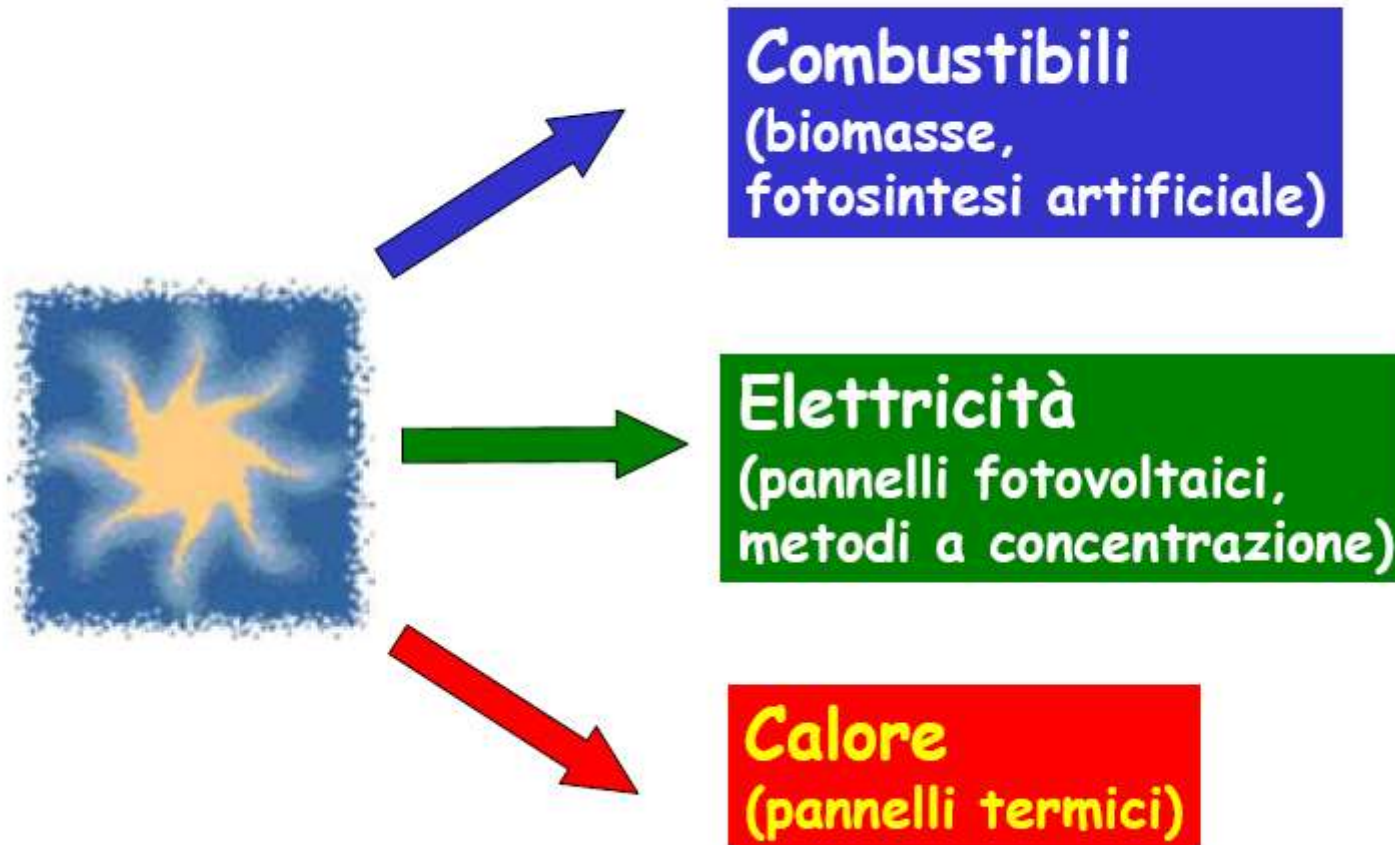 Combustibili
(biomasse,
fotosintesi artificiale)
Elettricità
(pannelli fotovoltaici,
metodi a concentrazione)
Calore
(pannelli termici)